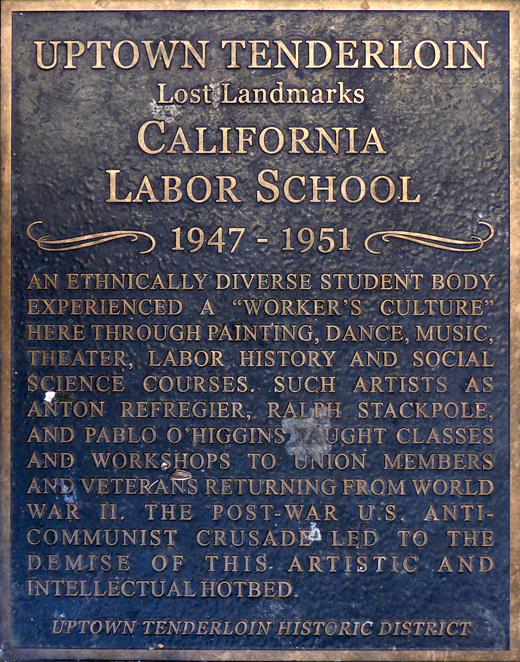 UPTOWN TENDERLOIN
Lost Landmarks
CALIFORNIA
LABOR SCHOOL
1947 - 1951
AN ETHNICALLY DIVERSE STUDENT BODY
EXPERIENCED A “WORKER’S CULTURE”
HERE THROUGH PAINTING, DANCE, MUSIC,
THEATER, LABOR HISTORY AND SOCIAL
SCIENCE COURSES. SUCH ARTISTS AS
ANTON REFREGIER, RALPH STACKPOLE,
AND PABLO O’HIGGINS TAUGHT CLASSES
AND WORKSHOPS TO UNION MEMBERS
AND VETERANS RETURNING FROM WORLD
WAR II. THE POST-WAR U.S. ANTI-
COMMUNIST CRUSADE LED TO THE
DEMISE OF THIS ARTISTIC AND
INTELLECTUAL HOTBED.
UPTOWN TENDERLOIN HISTORIC DISTRICT